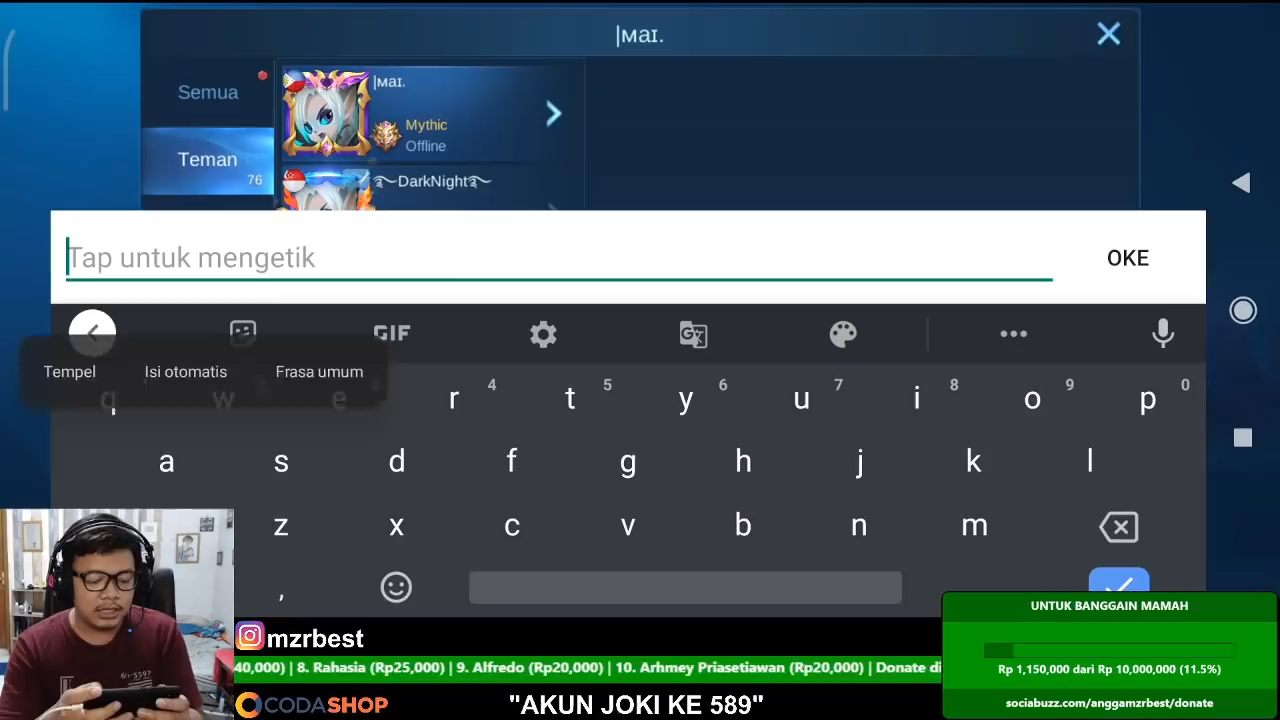 |мaɪ.
Semua
Teman
76
|мaɪ.
Mythic
Offline
࿐DarkNight࿐
Tap untuk mengetik
OKE
GIF
Tempel
Isi otomatis
Frasa umum
q w e r 4 t 5 y 6 u 7 i 8 o 9 p 0
a s d f g h j k l
z x c v b n m
,
mzrbest
40,000) | 8. Rahasia (Rp25,000) | 9. Alfredo (Rp20,000) | 10. Arhmey Priasetiawan (Rp20,000) | Donate di
CODASHOP
"AKUN JOKI KE 589"
UNTUK BANGGAIN MAMAH
Rp 1,150,000 dari Rp 10,000,000 (11.5%)
sociabuzz.com/anggamzrbest/donate